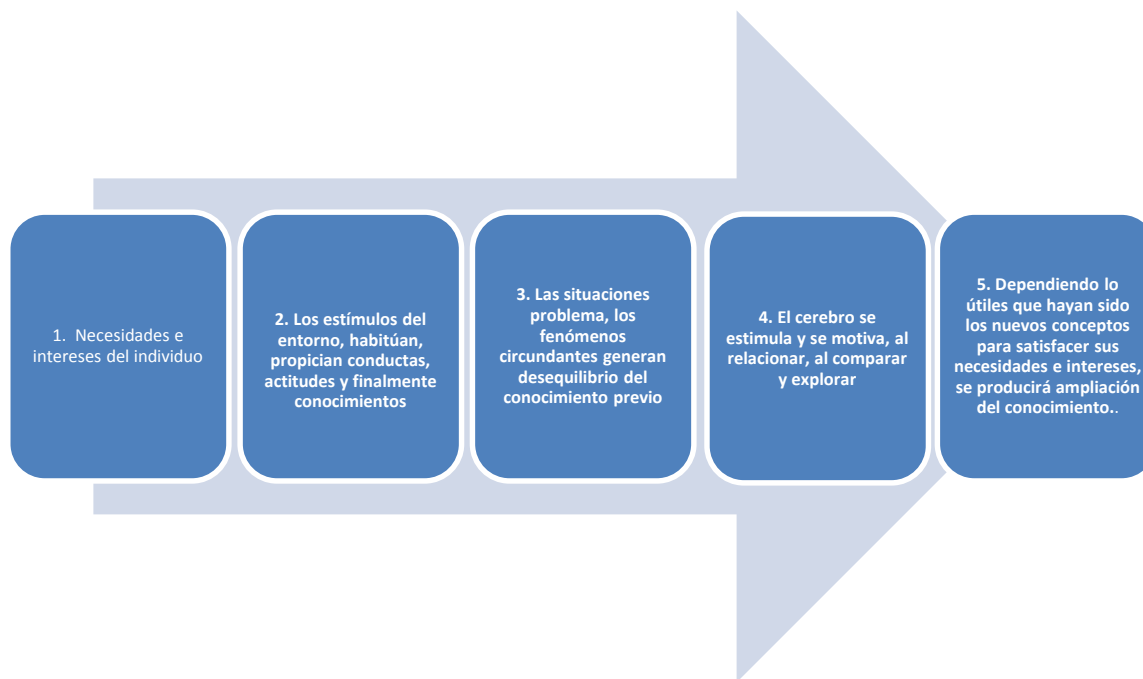 1.  Necesidades e
intereses del individuo
2. Los estímulos del
entorno, habitúan,
propician conductas,
actitudes y finalmente
conocimientos
3. Las situaciones
problema, los
fenómenos
circundantes generan
desequilibrio del
conocimiento previo
4. El cerebro se
estimula y se motiva, al
relacionar, al comparar
y explorar
5. Dependiendo lo
útiles que hayan sido
los nuevos conceptos
para satisfacer sus
necesidades e intereses,
se producirá ampliación
del conocimiento..